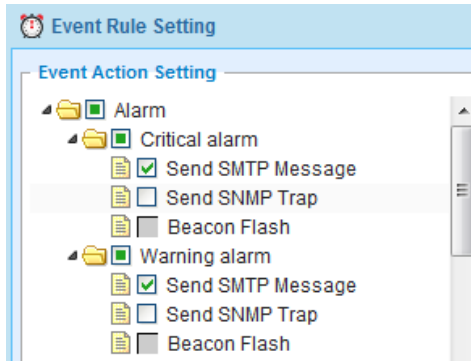 Event Rule Setting
Event Action Setting
Alarm
Critical alarm
Send SMTP Message
Send SNMP Trap
Beacon Flash
Warning alarm
Send SMTP Message
Send SNMP Trap
Beacon Flash